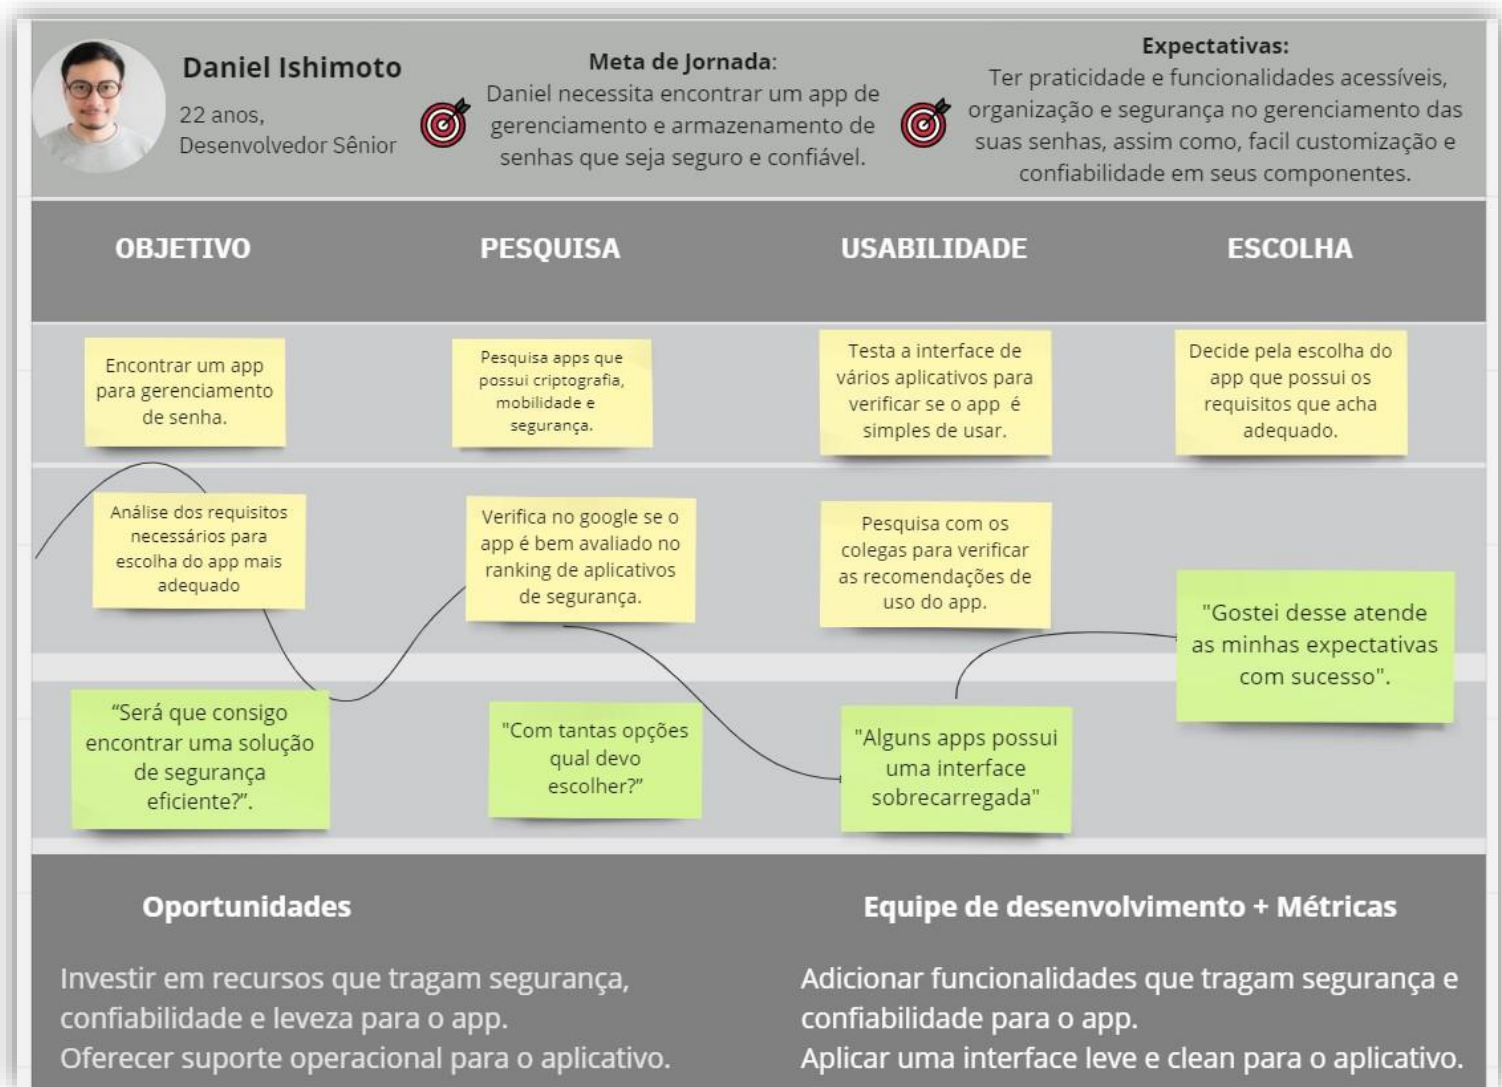 Daniel Ishimoto
22 anos,
Desenvolvedor Sênior
Meta de Jornada:
Daniel necessita encontrar um app de
gerenciamento e armazenamento de
senhas que seja seguro e confiável.
Expectativas:
Ter praticidade e funcionalidades acessíveis,
organização e segurança no gerenciamento das
suas senhas, assim como, facil customização e
confiabilidade em seus componentes.
OBJETIVO
PESQUISA
USABILIDADE
ESCOLHA
Encontrar um app
para gerenciamento
de senha.
Pesquisa apps que
possui criptografia,
mobilidade e
segurança.
Testa a interface de
vários aplicativos para
verificar se o app é
simples de usar.
Decide pela escolha do
app que possui os
requisitos que acha
adequado.
Análise dos requisitos
necessários para
escolha do app mais
adequado
Verifica no google se o
app é bem avaliado no
ranking de aplicativos
de segurança.
Pesquisa com os
colegas para verificar
as recomendações de
uso do app.
"Gostei desse atende
as minhas expectativas
com sucesso".
“Será que consigo
encontrar uma solução
de segurança
eficiente?”.
"Com tantas opções
qual devo
escolher?”
"Alguns apps possui
uma interface
sobrecarregada"
Oportunidades
Investir em recursos que tragam segurança,
confiabilidade e leveza para o app.
Oferecer suporte operacional para o aplicativo.
Equipe de desenvolvimento + Métricas
Adicionar funcionalidades que tragam segurança e
confiabilidade para o app.
Aplicar uma interface leve e clean para o aplicativo.